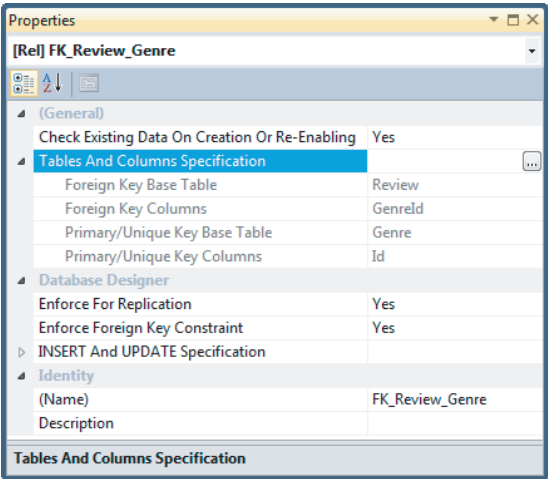 Properties
[Rel] FK_Review_Genre
(General)
Check Existing Data On Creation Or Re-Enabling Yes
Tables And Columns Specification ...
Foreign Key Base Table Review
Foreign Key Columns GenreId
Primary/Unique Key Base Table Genre
Primary/Unique Key Columns Id
Database Designer
Enforce For Replication Yes
Enforce Foreign Key Constraint Yes
INSERT And UPDATE Specification
Identity
(Name) FK_Review_Genre
Description
Tables And Columns Specification